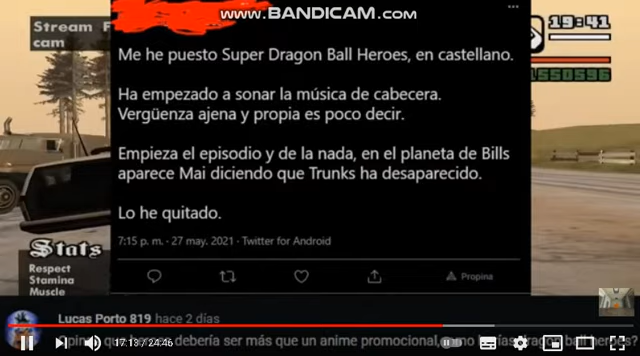 www.BANDICAM.com
Stream F
cam
19:41
Me he puesto Super Dragon Ball Heroes, en castellano.
Ha empezado a sonar la música de cabecera.
Vergüenza ajena y propia es poco decir.
Empieza el episodio y de la nada, en el planeta de Bills
aparece Mai diciendo que Trunks ha desaparecido.
Lo he quitado.
7:15 p. m. · 27 may. 2021 · Twitter for Android
Propina
Stats
Respect
Stamina
Muscle
Lucas Porto 819 hace 2 días
debería ser más que un anime promocional,
ball heroes?
/ 24:46